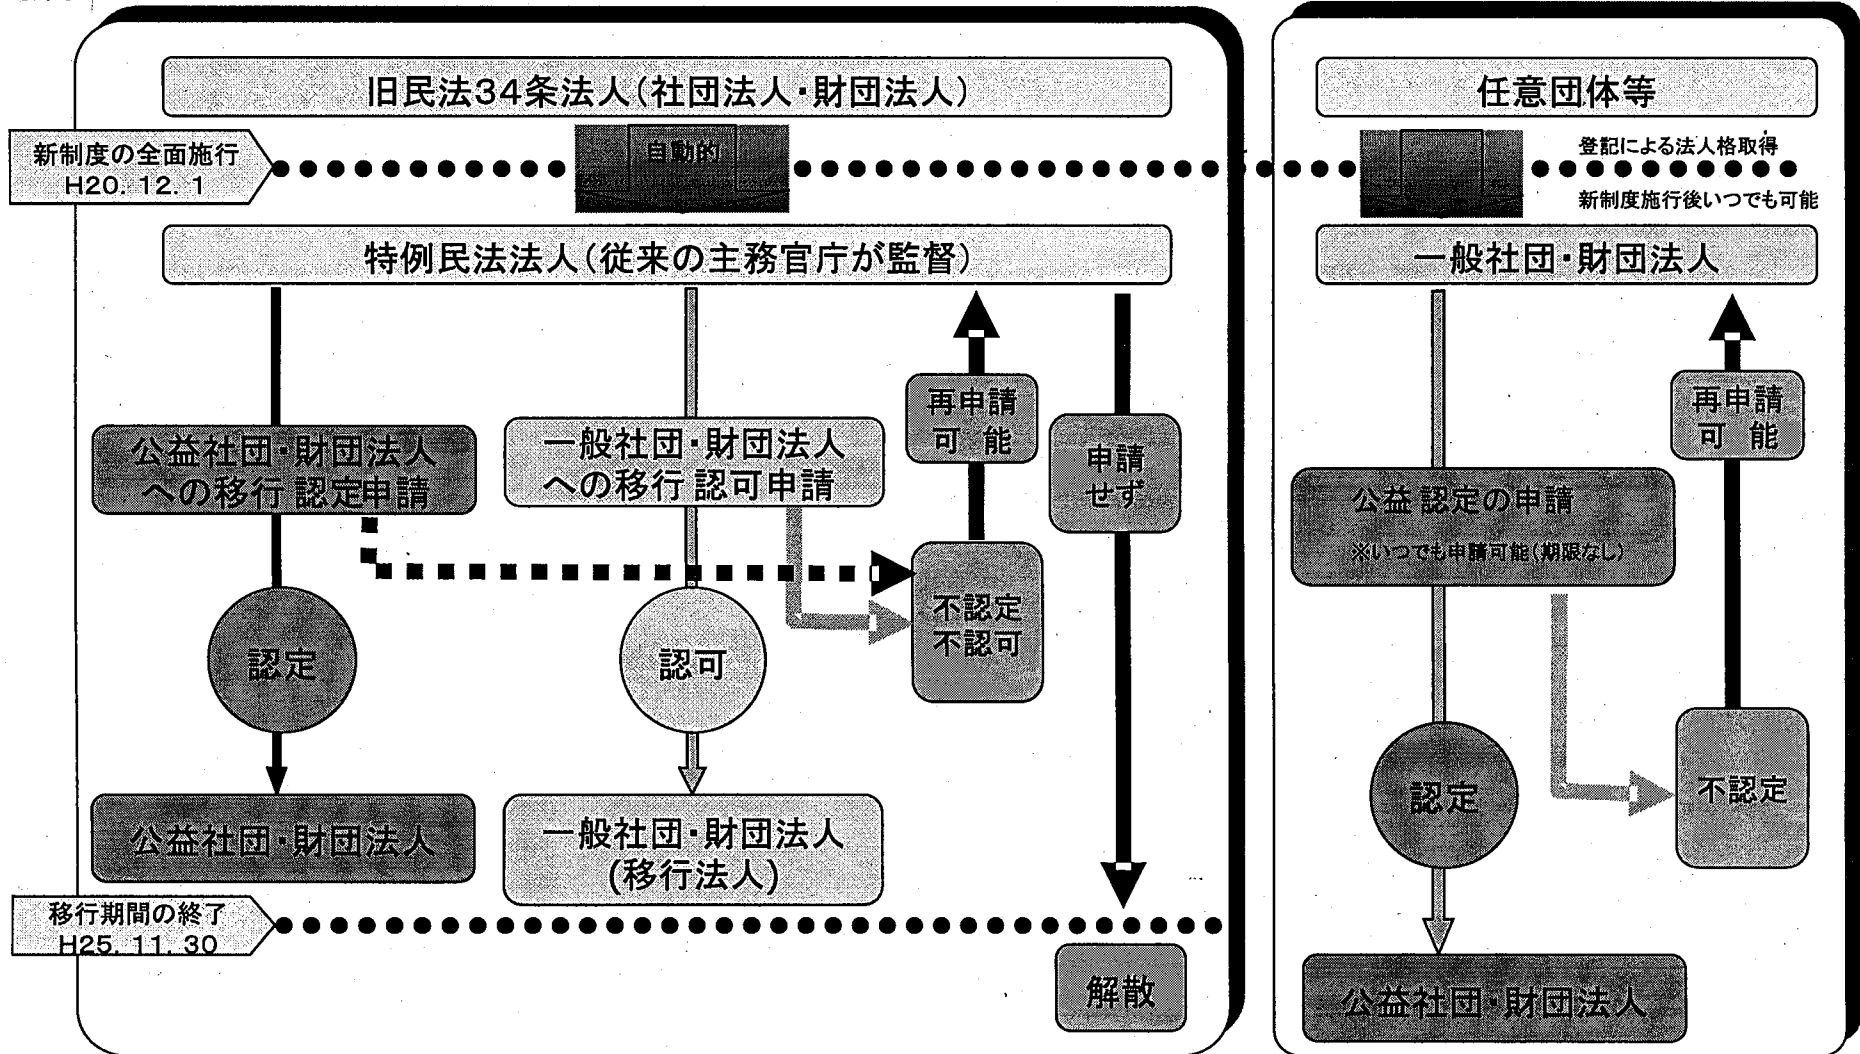 旧民法34条法人(社団法人・財団法人)
新制度の全面施行
H20. 12. 1
自動的
特例民法法人(従来の主務官庁が監督)
公益社団・財団法人
への移行 認定申請
一般社団・財団法人
への移行 認可申請
再申請
可 能
申請
せず
不認定
不認可
認定
認可
公益社団・財団法人
一般社団・財団法人
(移行法人)
移行期間の終了
H25. 11. 30
解散
任意団体等
登記による法人格取得
新制度施行後いつでも可能
一般社団・財団法人
再申請
可 能
公益 認定の申請
※いつでも申請可能(期限なし)
認定
不認定
公益社団・財団法人